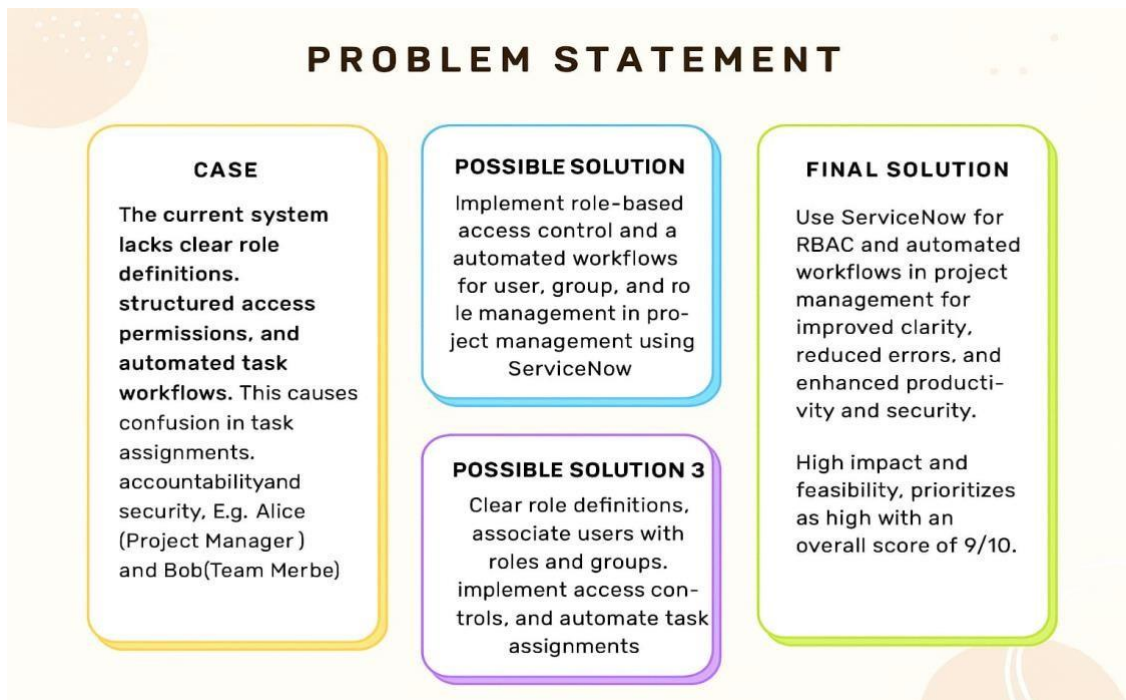 PROBLEM STATEMENT
CASE
The current system
lacks clear role
definitions.
structured access
permissions, and
automated task
workflows. This causes
confusion in task
assignments.
accountabilityand
security, E.g. Alice
(Project Manager )
and Bob(Team Merbe)
POSSIBLE SOLUTION
Implement role-based
access control and a
automated workflows
for user, group, and ro
le management in pro-
ject management using
ServiceNow
POSSIBLE SOLUTION 3
Clear role definitions,
associate users with
roles and groups.
implement access con-
trols, and automate task
assignments
FINAL SOLUTION
Use ServiceNow for
RBAC and automated
workflows in project
management for
improved clarity,
reduced errors, and
enhanced producti-
vity and security.
High impact and
feasibility, prioritizes
as high with an
overall score of 9/10.